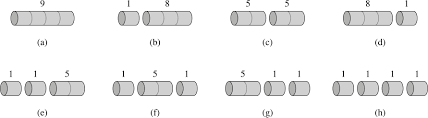 9 1 8 5 5 8 1
(a) (b) (c) (d)
1 1 5 1 5 1 5 1 1 1 1 1 1
(e) (f) (g) (h)